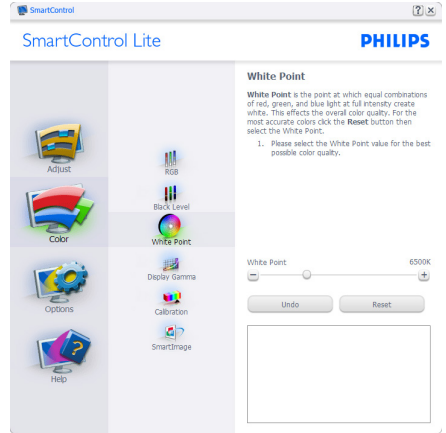 SmartControl
SmartControl Lite
PHILIPS
Adjust
Color
Options
Help
RGB
Black Level
White Point
Display Gamma
Calibration
SmartImage
White Point
White Point is the point at which equal combinations
of red, green, and blue light at full intensity create
white. This effects the overall color quality. For the
most accurate colors click the Reset button then
select the White Point.
1. Please select the White Point value for the best
possible color quality.
White Point 6500K
Undo Reset